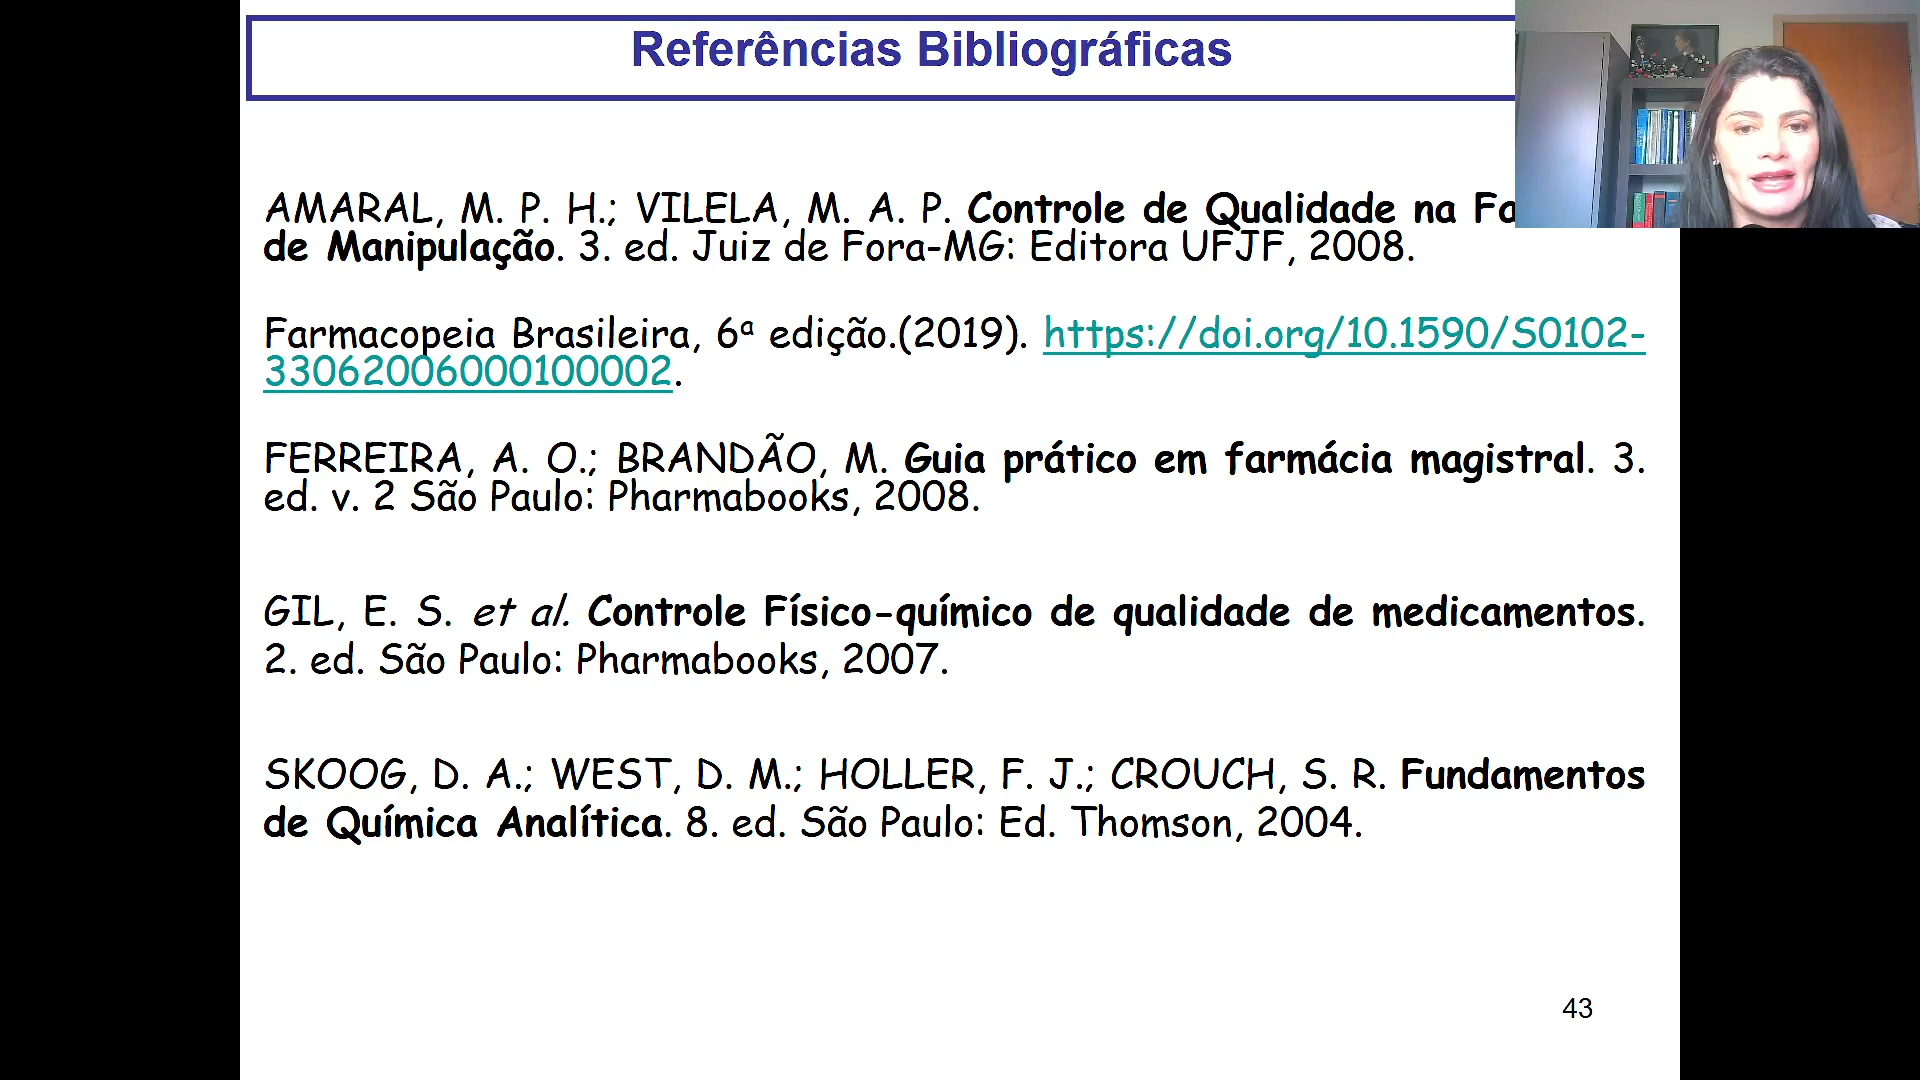 Referências Bibliográficas
AMARAL, M. P. H.; VILELA, M. A. P. Controle de Qualidade na
de Manipulação. 3. ed. Juiz de Fora-MG: Editora UFJF, 2008.
Farmacopeia Brasileira, 6ª edição.(2019). https://doi.org/10.1590/S0102-
33062006000100002.
FERREIRA, A. O.; BRANDÃO, M. Guia prático em farmácia magistral. 3.
ed. v. 2 São Paulo: Pharmabooks, 2008.
GIL, E. S. et al. Controle Físico-químico de qualidade de medicamentos.
2. ed. São Paulo: Pharmabooks, 2007.
SKOOG, D. A.; WEST, D. M.; HOLLER, F. J.; CROUCH, S. R. Fundamentos
de Química Analítica. 8. ed. São Paulo: Ed. Thomson, 2004.
43